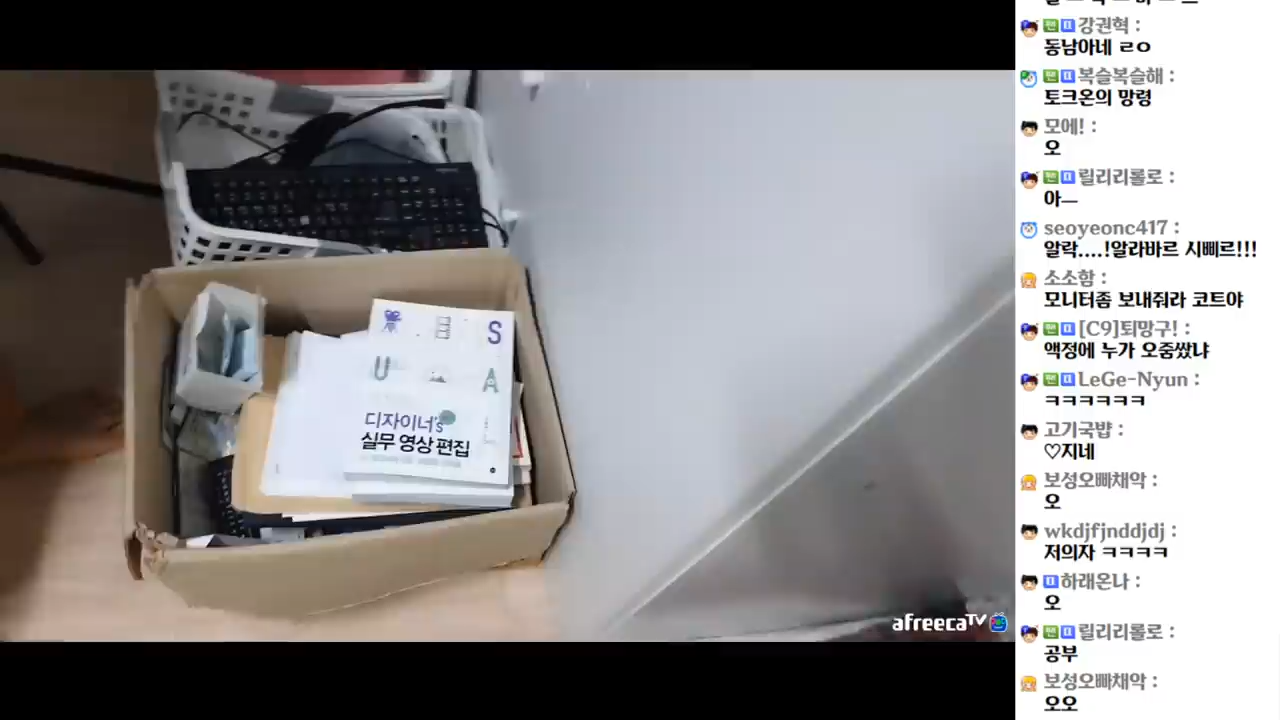 S
U
A
디자이너's
실무 영상 편집
afreecaTV
강권혁 :
동남아네 ㄹㅇ
복슬복슬해 :
토크온의 망령
모에! :
오
릴리리롤로 :
아ㅡ
seoyeonc417 :
알락....!알라바르 시삐르!!!
소소함 :
모니터좀 보내줘라 코트야
[C9]퇴망구! :
액정에 누가 오줌쌌냐
LeGe-Nyun :
ㅋㅋㅋㅋㅋㅋ
고기국뱝 :
♡지네
보성오빠채악 :
오
wkdjfjnddjdj :
저의자 ㅋㅋㅋㅋ
하래온나 :
오
릴리리롤로 :
공부
보성오빠채악 :
오오